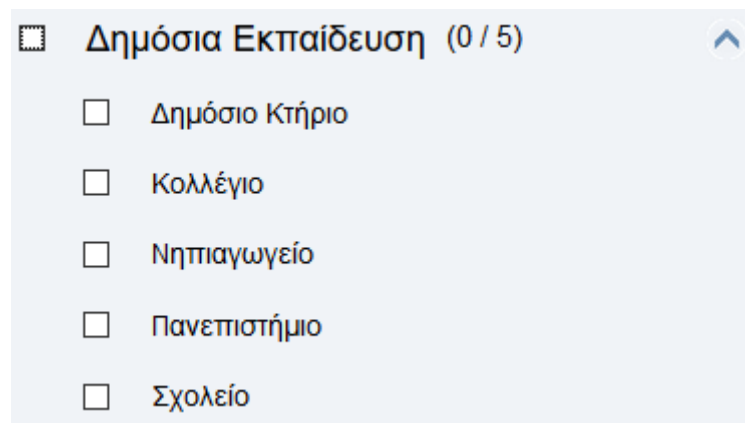 Δημόσια Εκπαίδευση (0 / 5)
Δημόσιο Κτήριο
Κολλέγιο
Νηπιαγωγείο
Πανεπιστήμιο
Σχολείο